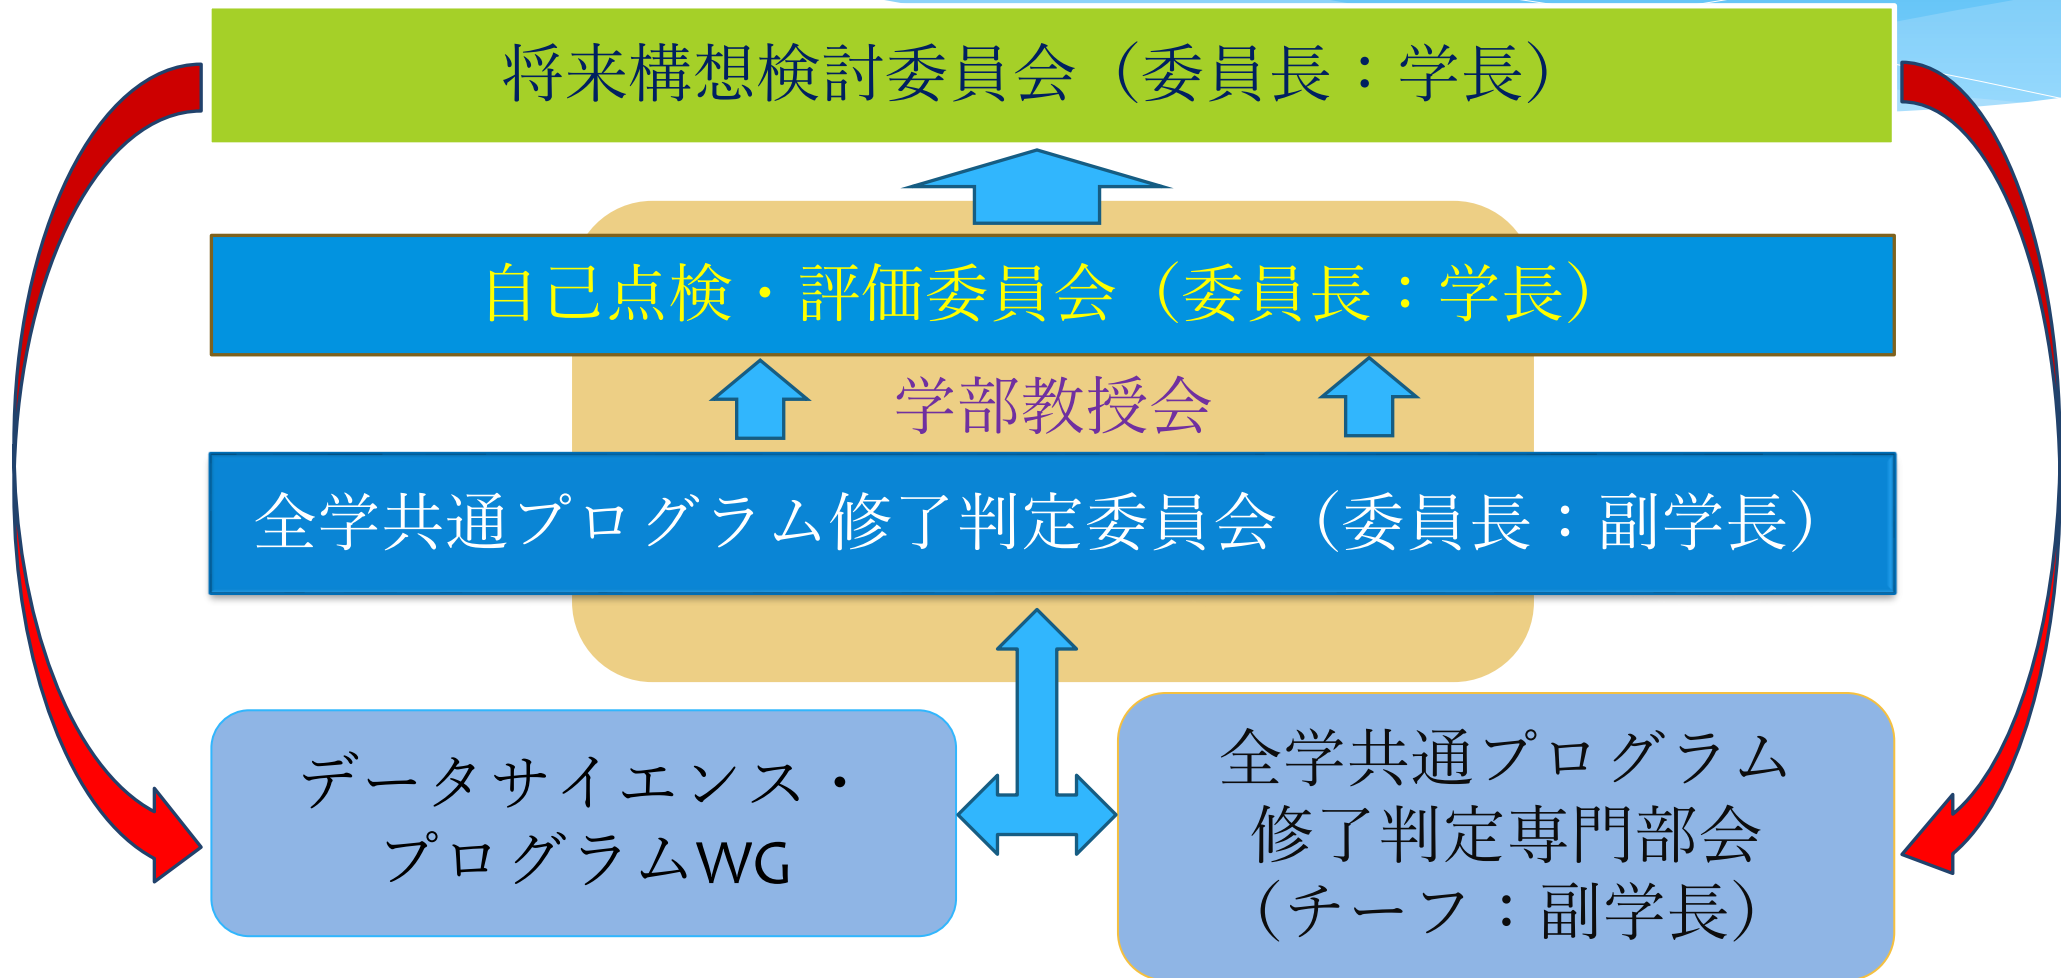 将来構想検討委員会（委員長：学長）
自己点検・評価委員会（委員長：学長）
学部教授会
全学共通プログラム修了判定委員会（委員長：副学長）
データサイエンス・
プログラムWG
全学共通プログラム
修了判定専門部会
（チーフ：副学長）